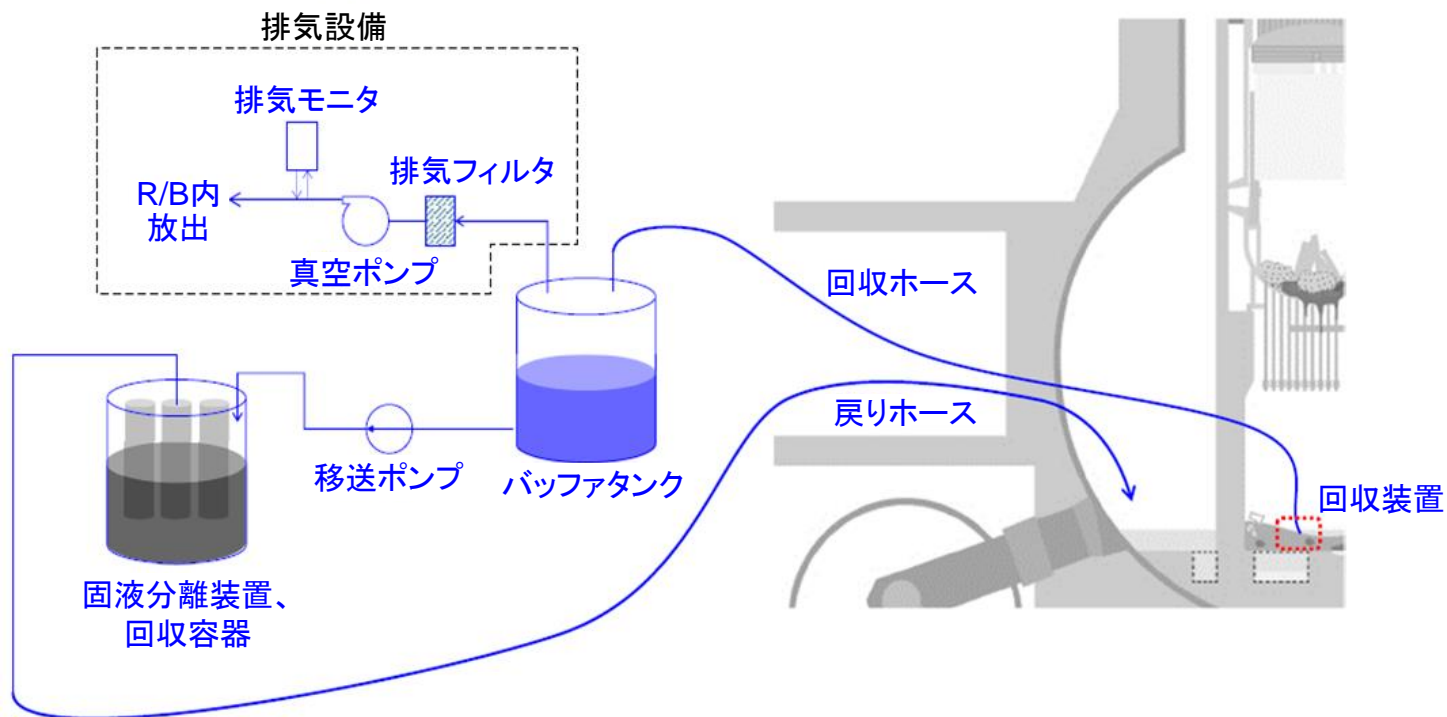 排気設備
排気モニタ
排気フィルタ
R/B内
放出
真空ポンプ
回収ホース
戻りホース
移送ポンプ
バッファタンク
回収装置
固液分離装置、
回収容器